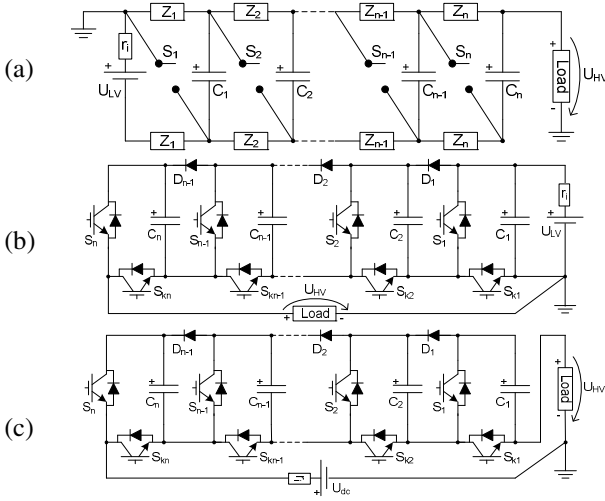 Z1 Z2 Zn-1 Zn
(a)
ri
S1 S2 Sn-1 Sn
+ + + + + +
ULV C1 C2 Cn-1 Cn
Load UHV
-
Z1 Z2 Zn-1 Zn
(b)
Dn-1 D2 D1
ri
+ + + + +
Sn Cn Sn-1 Cn-1 S2 C2 S1 C1 ULV
Skn Skn-1 Sk2 Sk1
UHV
+ Load -
(c)
Dn-1 D2 D1
+ + + + +
Sn Cn Sn-1 Cn-1 S2 C2 S1 C1
Load UHV
-
Skn Skn-1 Sk2 Sk1
+ Udc